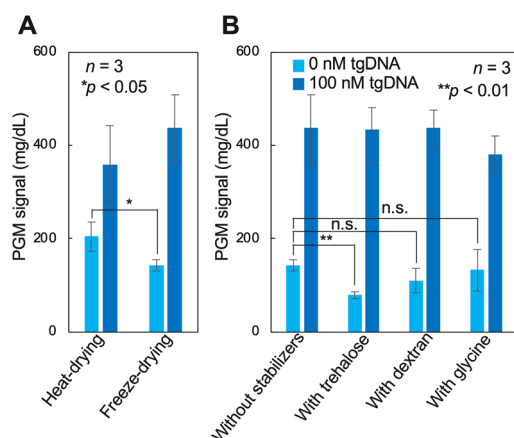 A
PGM signal (mg/dL)
600
400
200
0
n = 3
*p < 0.05
*
Heat-drying
Freeze-drying
B
PGM signal (mg/dL)
600
400
200
0
0 nM tgDNA
100 nM tgDNA
n = 3
**p < 0.01
n.s.
n.s.
**
Without stabilizers
With trehalose
With dextran
With glycine